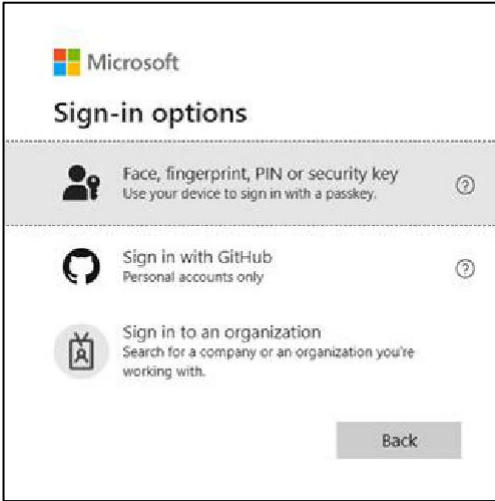 Microsoft
Sign-in options
Face, fingerprint, PIN or security key
Use your device to sign in with a passkey.
Sign in with GitHub
Personal accounts only
Sign in to an organization
Search for a company or an organization you're
working with.
Back